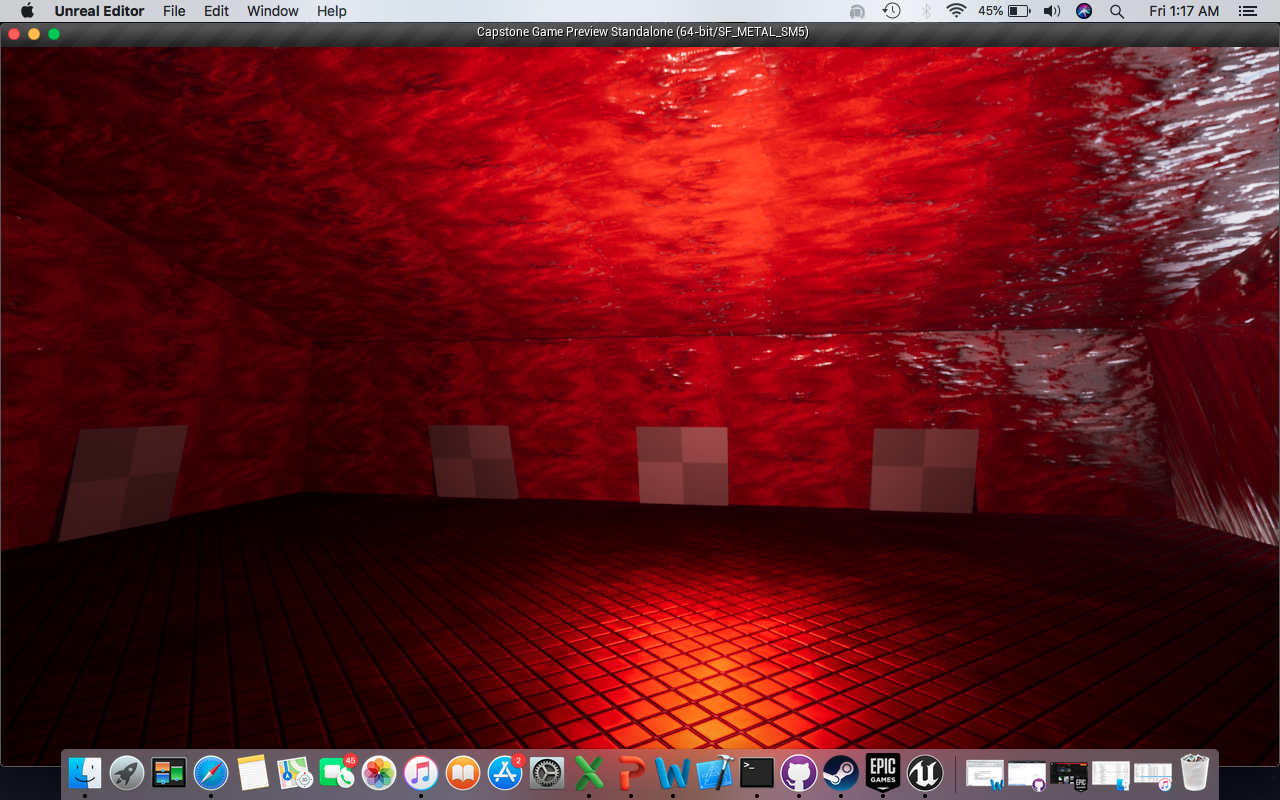 Unreal Editor File Edit Window Help 45% Fri 1:17 AM
Capstone Game Preview Standalone (64-bit/SF_METAL_SM5)
45
2
EPIC
GAMES